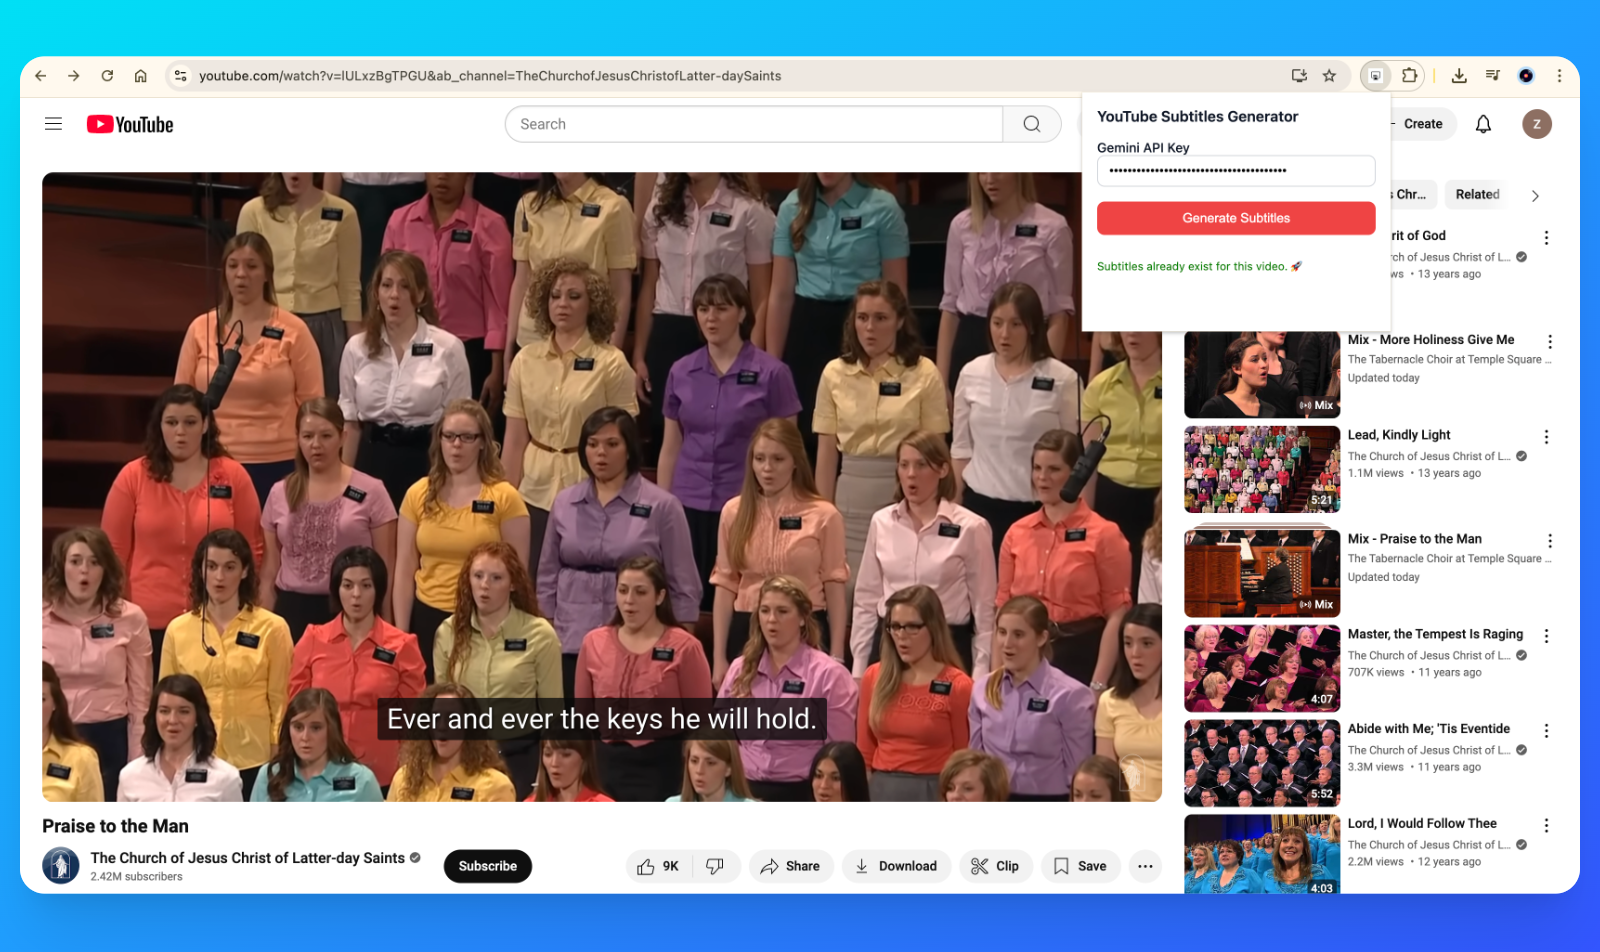 youtube.com/watch?v=lULxzBgTPGU&ab_channel=TheChurchofJesusChristofLatter-daySaints
YouTube
Search
Create
Z
YouTube Subtitles Generator
Gemini API Key
••••••••••••••••••••••••••••••••••••••
Generate Subtitles
Subtitles already exist for this video. 🚀
s Chr...
Related
rit of God
rch of Jesus Christ of L...
ws • 13 years ago
Mix - More Holiness Give Me
The Tabernacle Choir at Temple Square ...
Updated today
Mix
Lead, Kindly Light
The Church of Jesus Christ of L...
1.1M views • 13 years ago
5:21
Mix - Praise to the Man
The Tabernacle Choir at Temple Square ...
Updated today
Mix
Master, the Tempest Is Raging
The Church of Jesus Christ of L...
707K views • 11 years ago
4:07
Abide with Me; 'Tis Eventide
The Church of Jesus Christ of L...
3.3M views • 11 years ago
5:52
Lord, I Would Follow Thee
The Church of Jesus Christ of L...
2.2M views • 12 years ago
4:03
Ever and ever the keys he will hold.
Praise to the Man
The Church of Jesus Christ of Latter-day Saints
2.42M subscribers
Subscribe
9K
Share
Download
Clip
Save